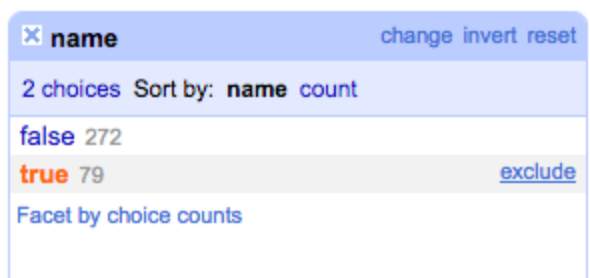 name change invert reset
2 choices Sort by: name count
false 272
true 79 exclude
Facet by choice counts